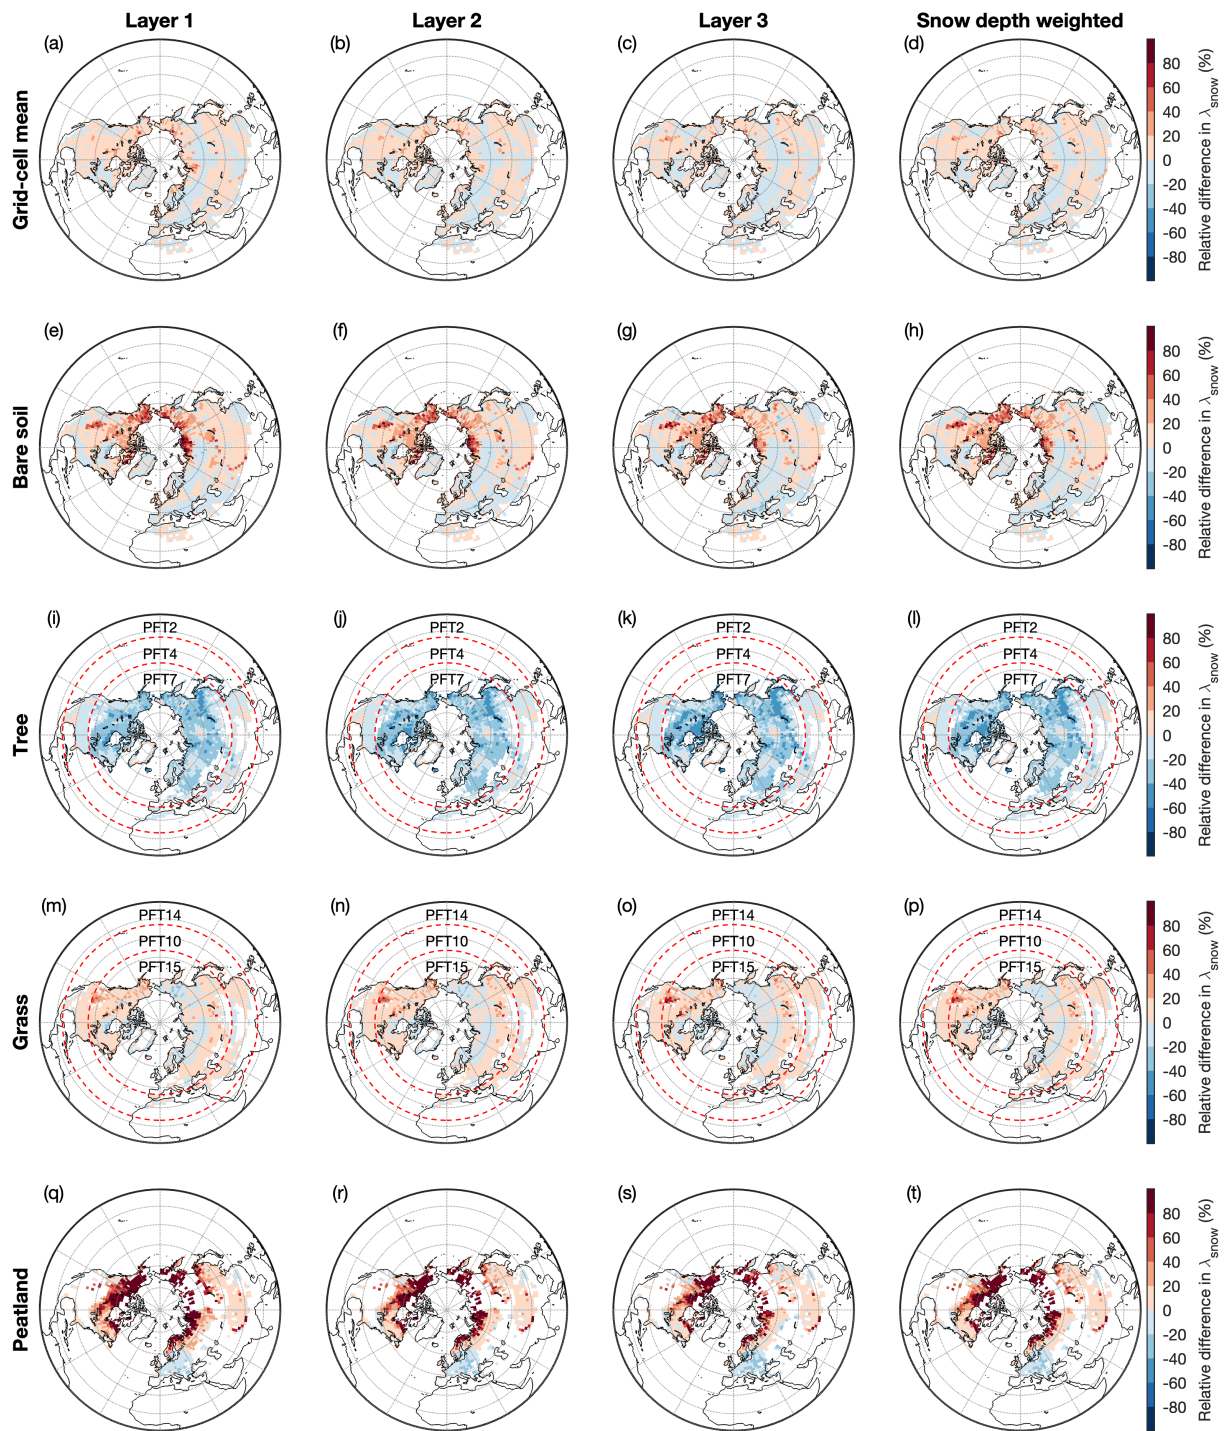 Layer 1
Layer 2
Layer 3
Snow depth weighted
Grid-cell mean
(a)
(b)
(c)
(d)
80
60
40
20
0
-20
-40
-60
-80
Relative difference in λsnow (%)
Bare soil
(e)
(f)
(g)
(h)
80
60
40
20
0
-20
-40
-60
-80
Relative difference in λsnow (%)
Tree
(i)
PFT2
PFT4
PFT7
(j)
PFT2
PFT4
PFT7
(k)
PFT2
PFT4
PFT7
(l)
PFT2
PFT4
PFT7
80
60
40
20
0
-20
-40
-60
-80
Relative difference in λsnow (%)
Grass
(m)
PFT14
PFT10
PFT15
(n)
PFT14
PFT10
PFT15
(o)
PFT14
PFT10
PFT15
(p)
PFT14
PFT10
PFT15
80
60
40
20
0
-20
-40
-60
-80
Relative difference in λsnow (%)
Peatland
(q)
(r)
(s)
(t)
80
60
40
20
0
-20
-40
-60
-80
Relative difference in λsnow (%)